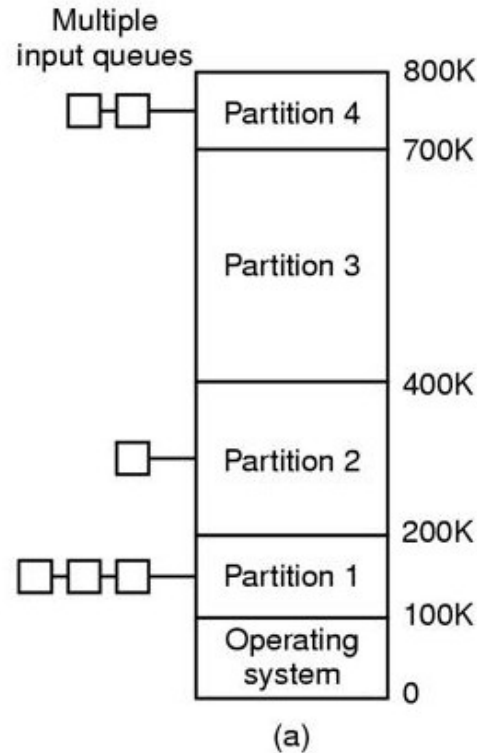 Multiple
input queues
800K
Partition 4
700K
Partition 3
400K
Partition 2
200K
Partition 1
100K
Operating
system
0
(a)